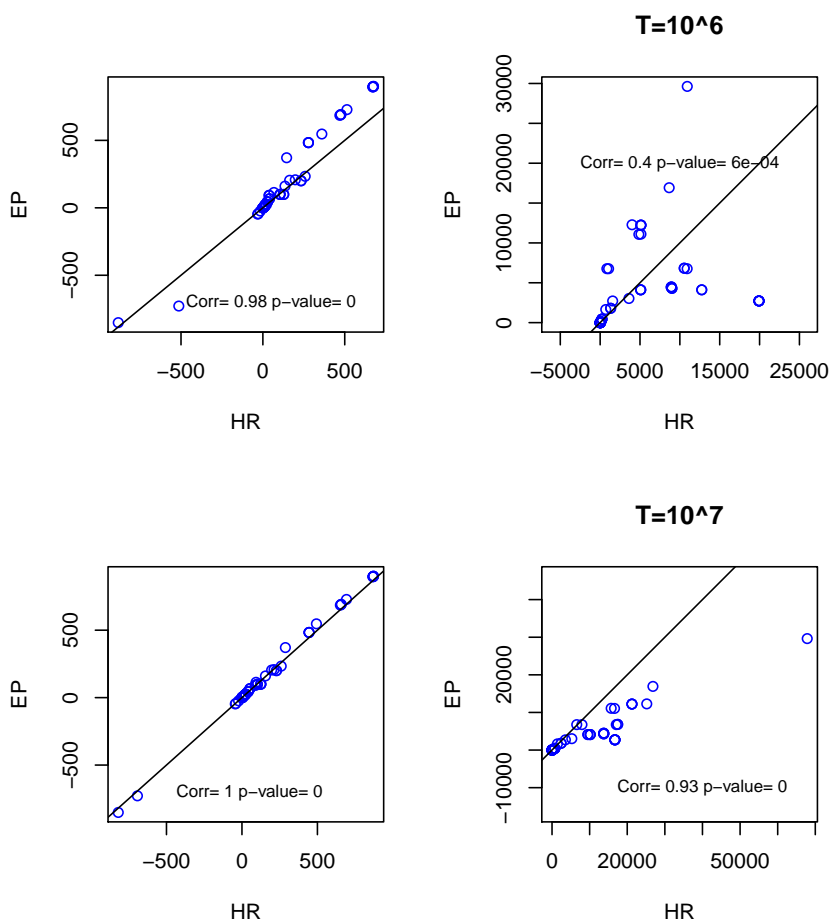 T=10^6
EP
500
0
−500
Corr= 0.98 p−value= 0
−500 0 500
HR
EP
30000
20000
10000
0
Corr= 0.4 p−value= 6e−04
−5000 5000 15000 25000
HR
T=10^7
EP
500
0
−500
Corr= 1 p−value= 0
−500 0 500
HR
EP
20000
−10000
Corr= 0.93 p−value= 0
0 20000 50000
HR